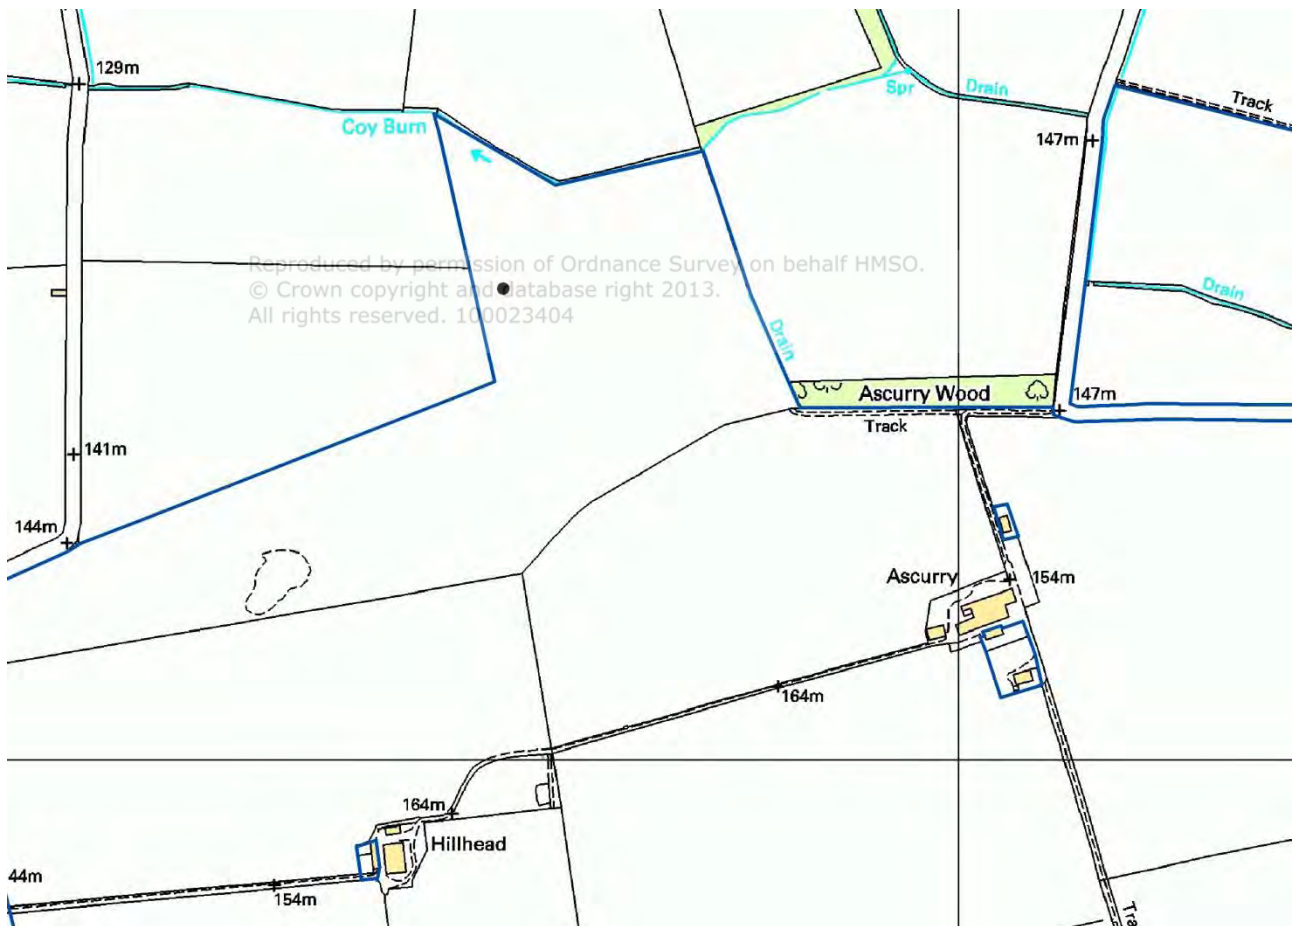 129m
Coy Burn
Spr
Drain
Track
147m
Reproduced by permission of Ordnance Survey on behalf HMSO.
© Crown copyright and database right 2013.
All rights reserved. 100023404
Drain
Drain
Ascurry Wood
147m
Track
141m
144m
Ascurry
154m
164m
164m
Hillhead
44m
154m
Tra